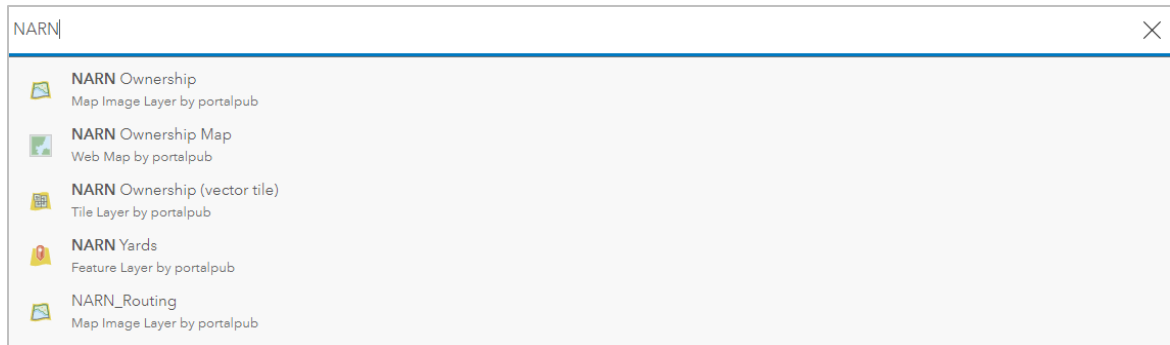 NARN
NARN Ownership
Map Image Layer by portalpub
NARN Ownership Map
Web Map by portalpub
NARN Ownership (vector tile)
Tile Layer by portalpub
NARN Yards
Feature Layer by portalpub
NARN_Routing
Map Image Layer by portalpub